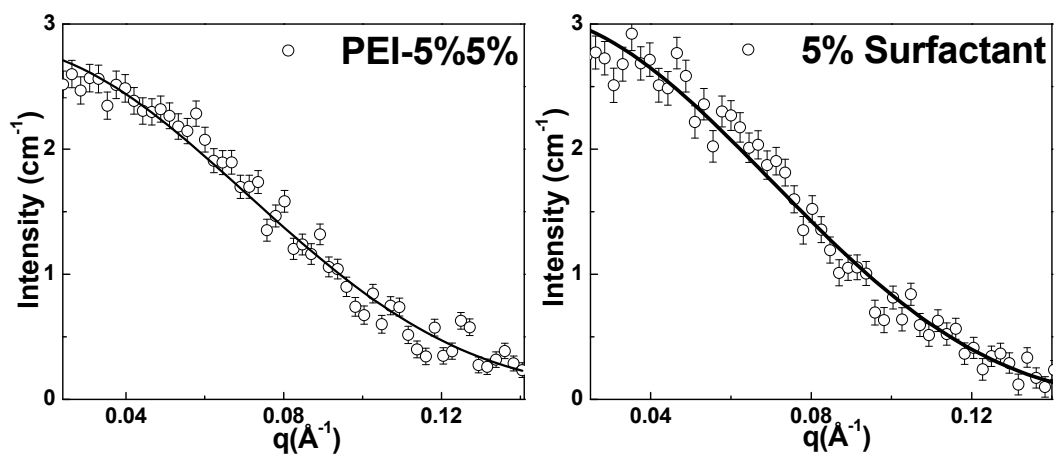 3
2
1
0
Intensity (cm⁻¹)
PEI-5%5%
0.04
0.08
0.12
q(Å⁻¹)
3
2
1
0
Intensity (cm⁻¹)
5% Surfactant
0.04
0.08
0.12
q(Å⁻¹)